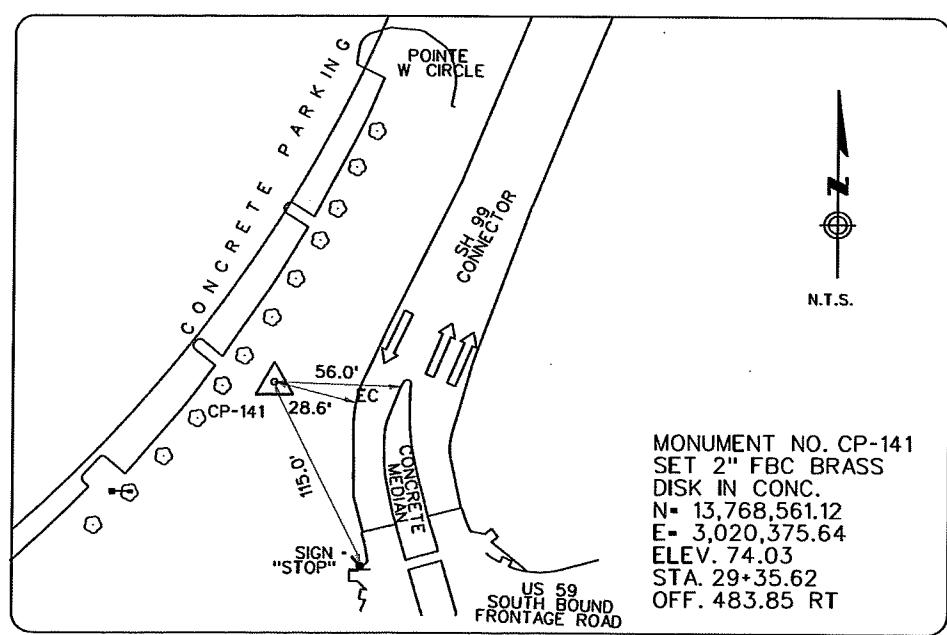 POINTE
W CIRCLE
CONCRETE PARKING
SH 99
CONNECTOR
N
N.T.S.
56.0'
EC
CP-141
28.6'
115.0'
CONCRETE
MEDIAN
SIGN
"STOP"
US 59
SOUTH BOUND
FRONTAGE ROAD
MONUMENT NO. CP-141
SET 2" FBC BRASS
DISK IN CONC.
N= 13,768,561.12
E= 3,020,375.64
ELEV. 74.03
STA. 29+35.62
OFF. 483.85 RT